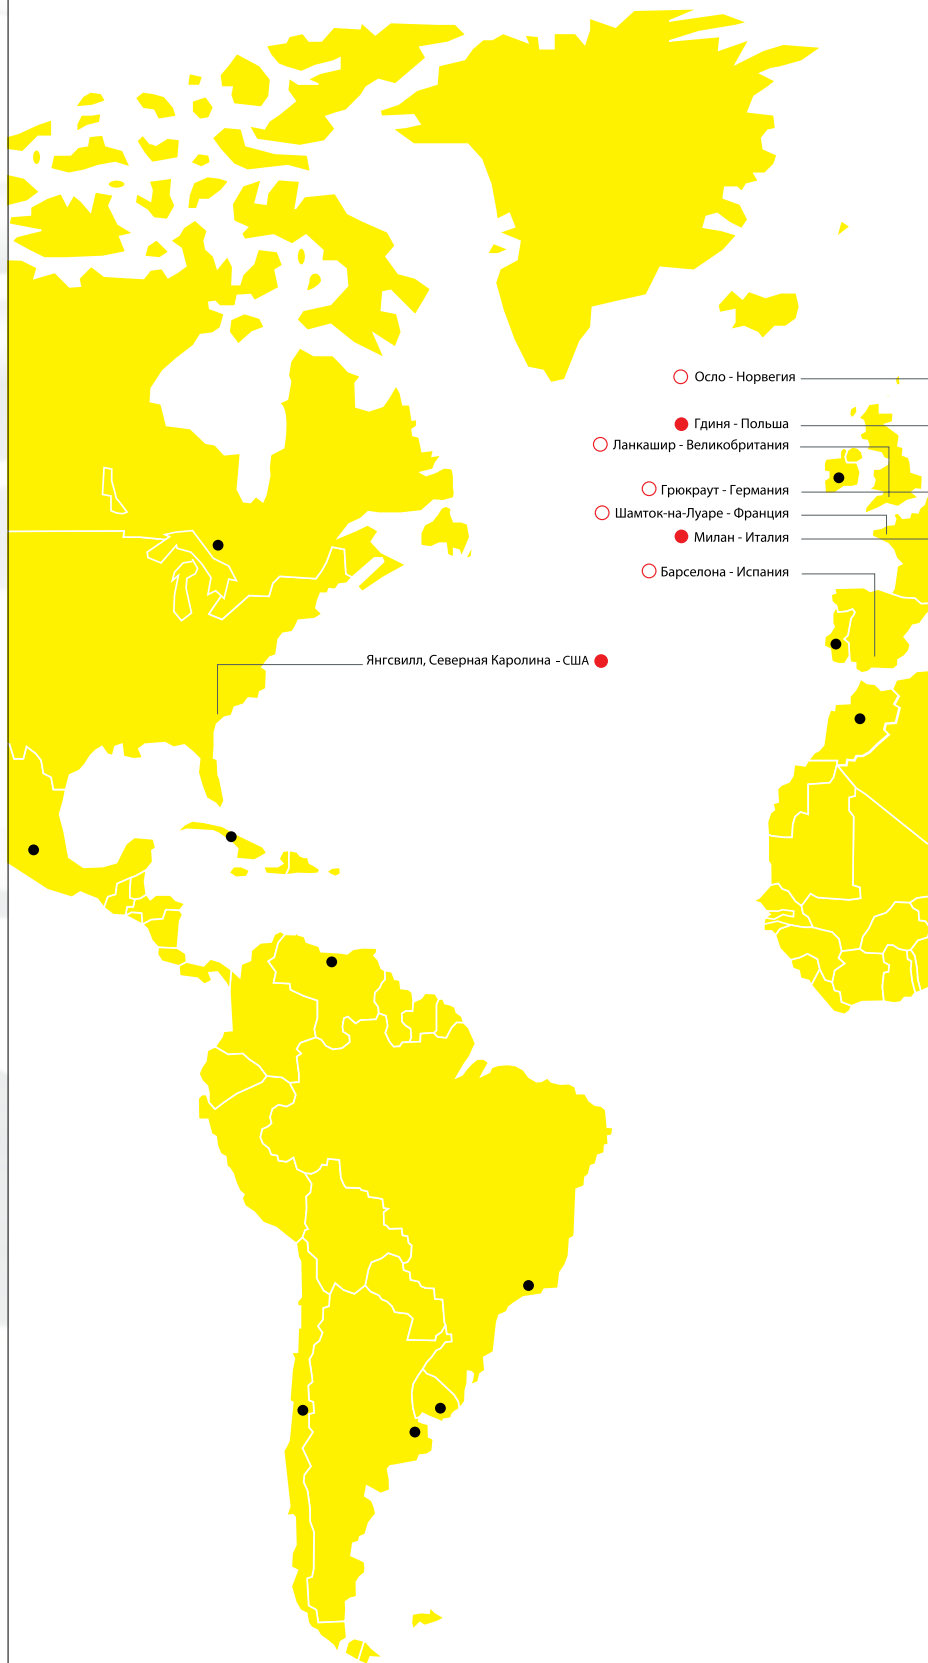 Осло - Норвегия
Гдиня - Польша
Ланкашир - Великобритания
Грюкраут - Германия
Шамток-на-Луаре - Франция
Милан - Италия
Барселона - Испания
Янгсвилл, Северная Каролина - США